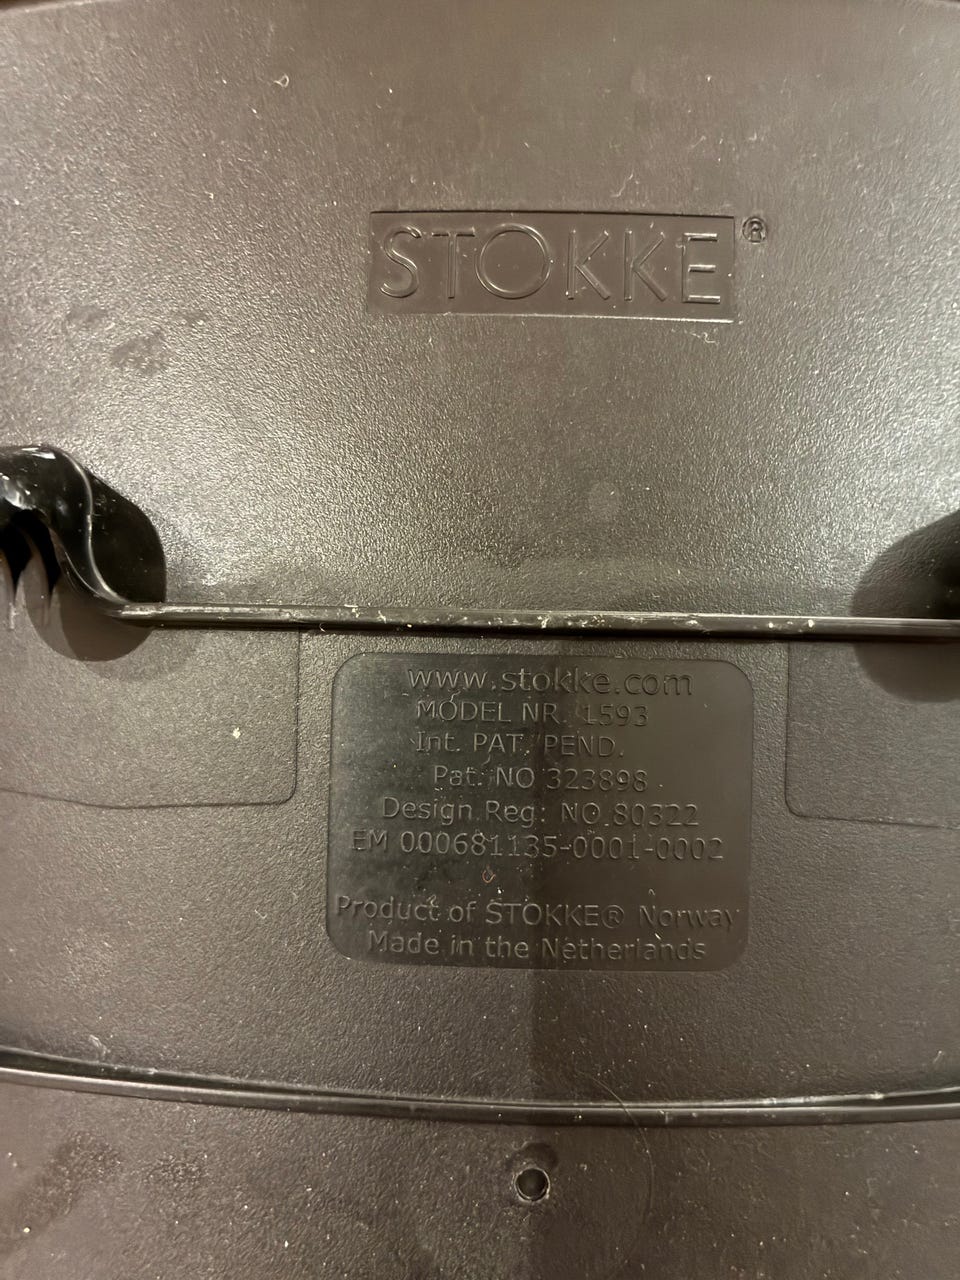 STOKKE®
www.stokke.com
MODEL NR. 1593
Int. PAT. PEND.
Pat. NO 323898
Design Reg: NO.80322
EM 000681135-0001-0002
Product of STOKKE® Norway
Made in the Netherlands